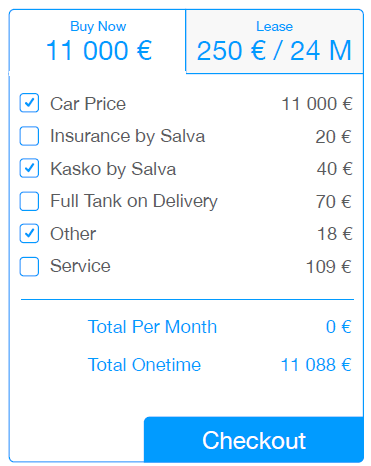 Buy Now
11 000 €
Lease
250 € / 24 M
Car Price 11 000 €
Insurance by Salva 20 €
Kasko by Salva 40 €
Full Tank on Delivery 70 €
Other 18 €
Service 109 €
Total Per Month 0 €
Total Onetime 11 088 €
Checkout